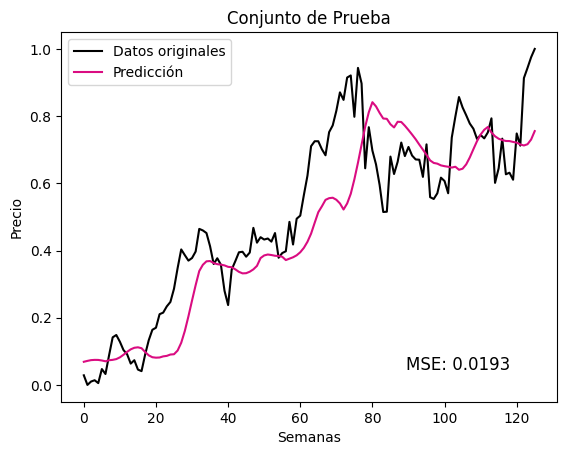 Conjunto de Prueba
Datos originales
Predicción
1.0
0.8
0.6
0.4
0.2
0.0
Precio
MSE: 0.0193
0
20
40
60
80
100
120
Semanas